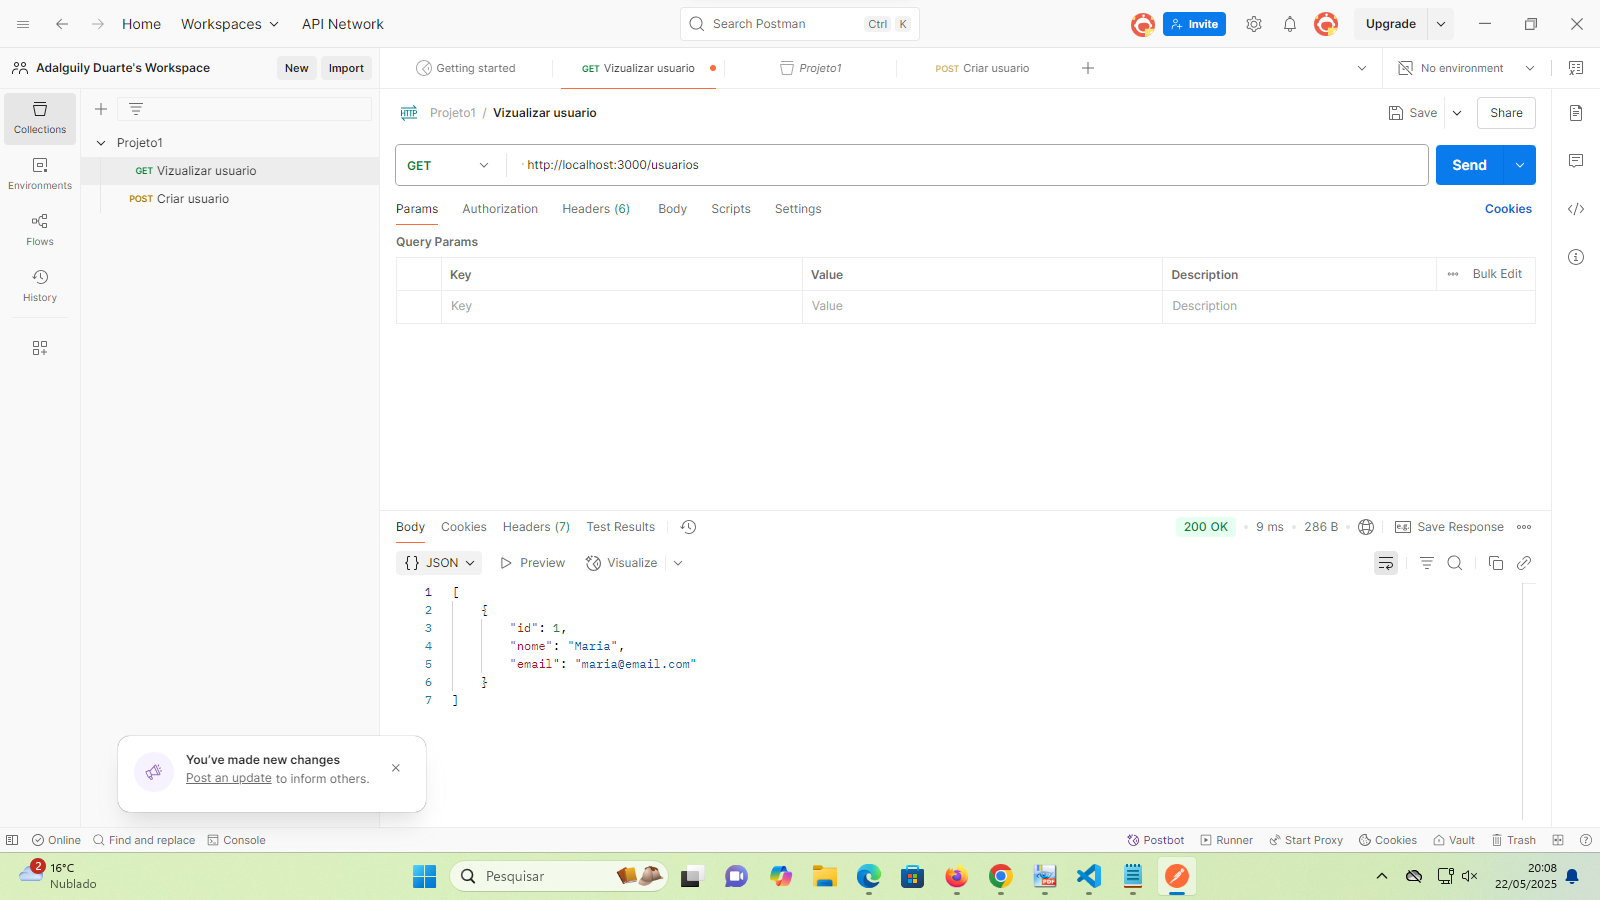 Home
Workspaces
API Network
Search Postman
Ctrl
K
Invite
Upgrade
Adalguily Duarte's Workspace
New
Import
Getting started
GET Vizualizar usuario
Projeto1
POST Criar usuario
No environment
Collections
Environments
Flows
History
Projeto1
GET Vizualizar usuario
POST Criar usuario
HTTP
Projeto1 / Vizualizar usuario
Save
Share
GET
http://localhost:3000/usuarios
Send
Params
Authorization
Headers (6)
Body
Scripts
Settings
Cookies
Query Params
Key
Value
Description
Bulk Edit
Key
Value
Description
Body
Cookies
Headers (7)
Test Results
200 OK
9 ms
286 B
e.g.
Save Response
{} JSON
Preview
Visualize
1 [
2 {
3 "id": 1,
4 "nome": "Maria",
5 "email": "maria@email.com"
6 }
7 ]
You've made new changes
Post an update to inform others.
Online
Find and replace
Console
Postbot
Runner
Start Proxy
Cookies
Vault
Trash
2
16°C
Nublado
Pesquisar
PDF
20:08
22/05/2025